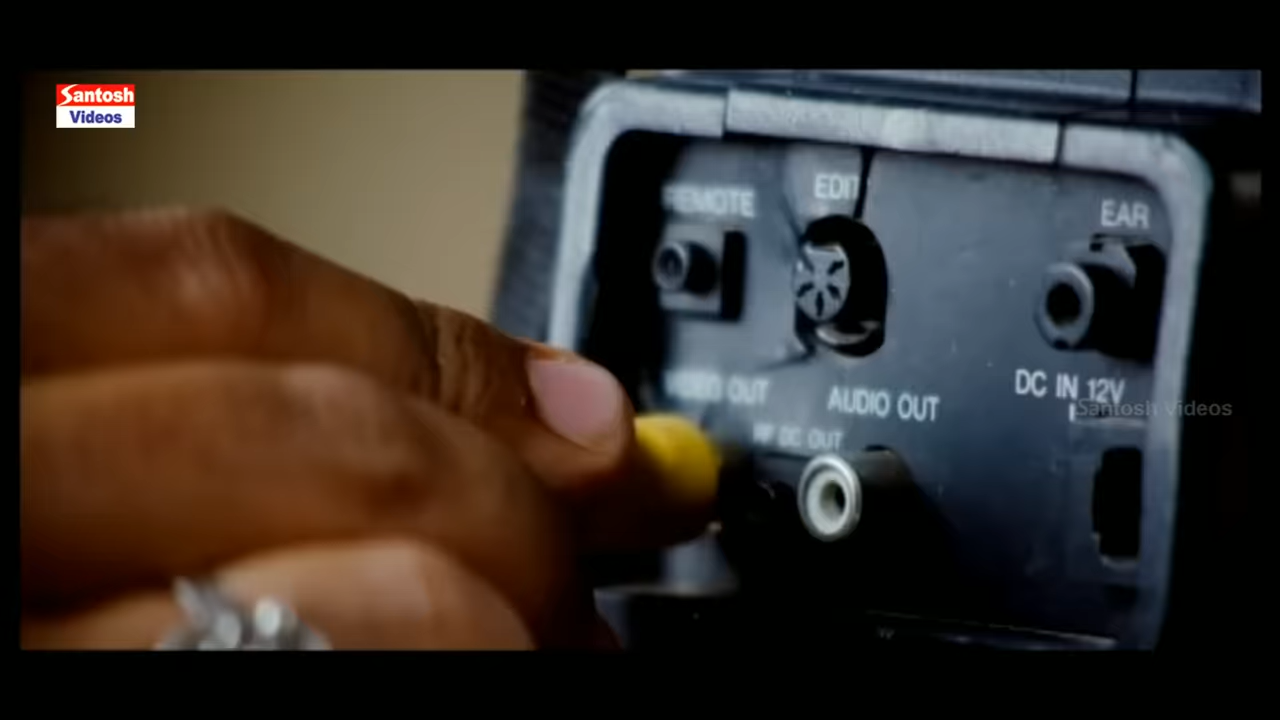 Santosh
Videos
REMOTE
EDIT
EAR
VIDEO OUT
AUDIO OUT
RF DC OUT
DC IN 12V
Santosh Videos